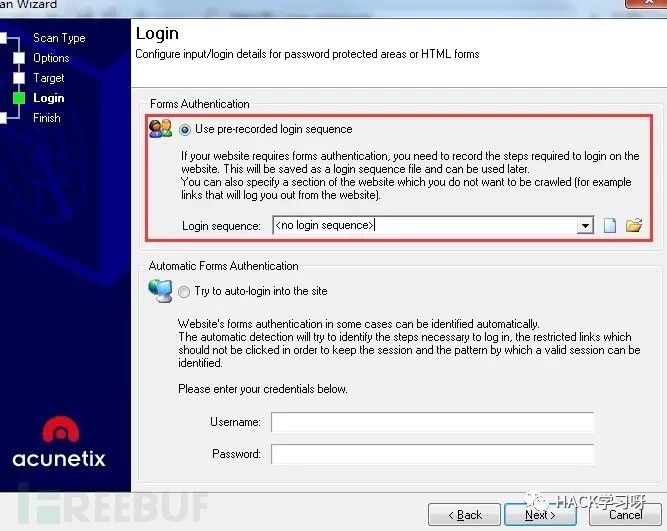 an Wizard
Scan Type
Options
Target
Login
Finish
Login
Configure input/login details for password protected areas or HTML forms
Forms Authentication
Use pre-recorded login sequence
If your website requires forms authentication, you need to record the steps required to login on the
website. This will be saved as a login sequence file and can be used later.
You can also specify a section of the website which you do not want to be crawled (for example
links that will log you out from the website).
Login sequence: <no login sequence>
Automatic Forms Authentication
Try to auto-login into the site
Website's forms authentication in some cases can be identified automatically.
The automatic detection will try to identify the steps necessary to log in, the restricted links which
should not be clicked in order to keep the session and the pattern by which a valid session can be
identified.
Please enter your credentials below.
Username:
Password:
acunetix
FREEBUF
HACK学习呀
< Back Next > Cancel